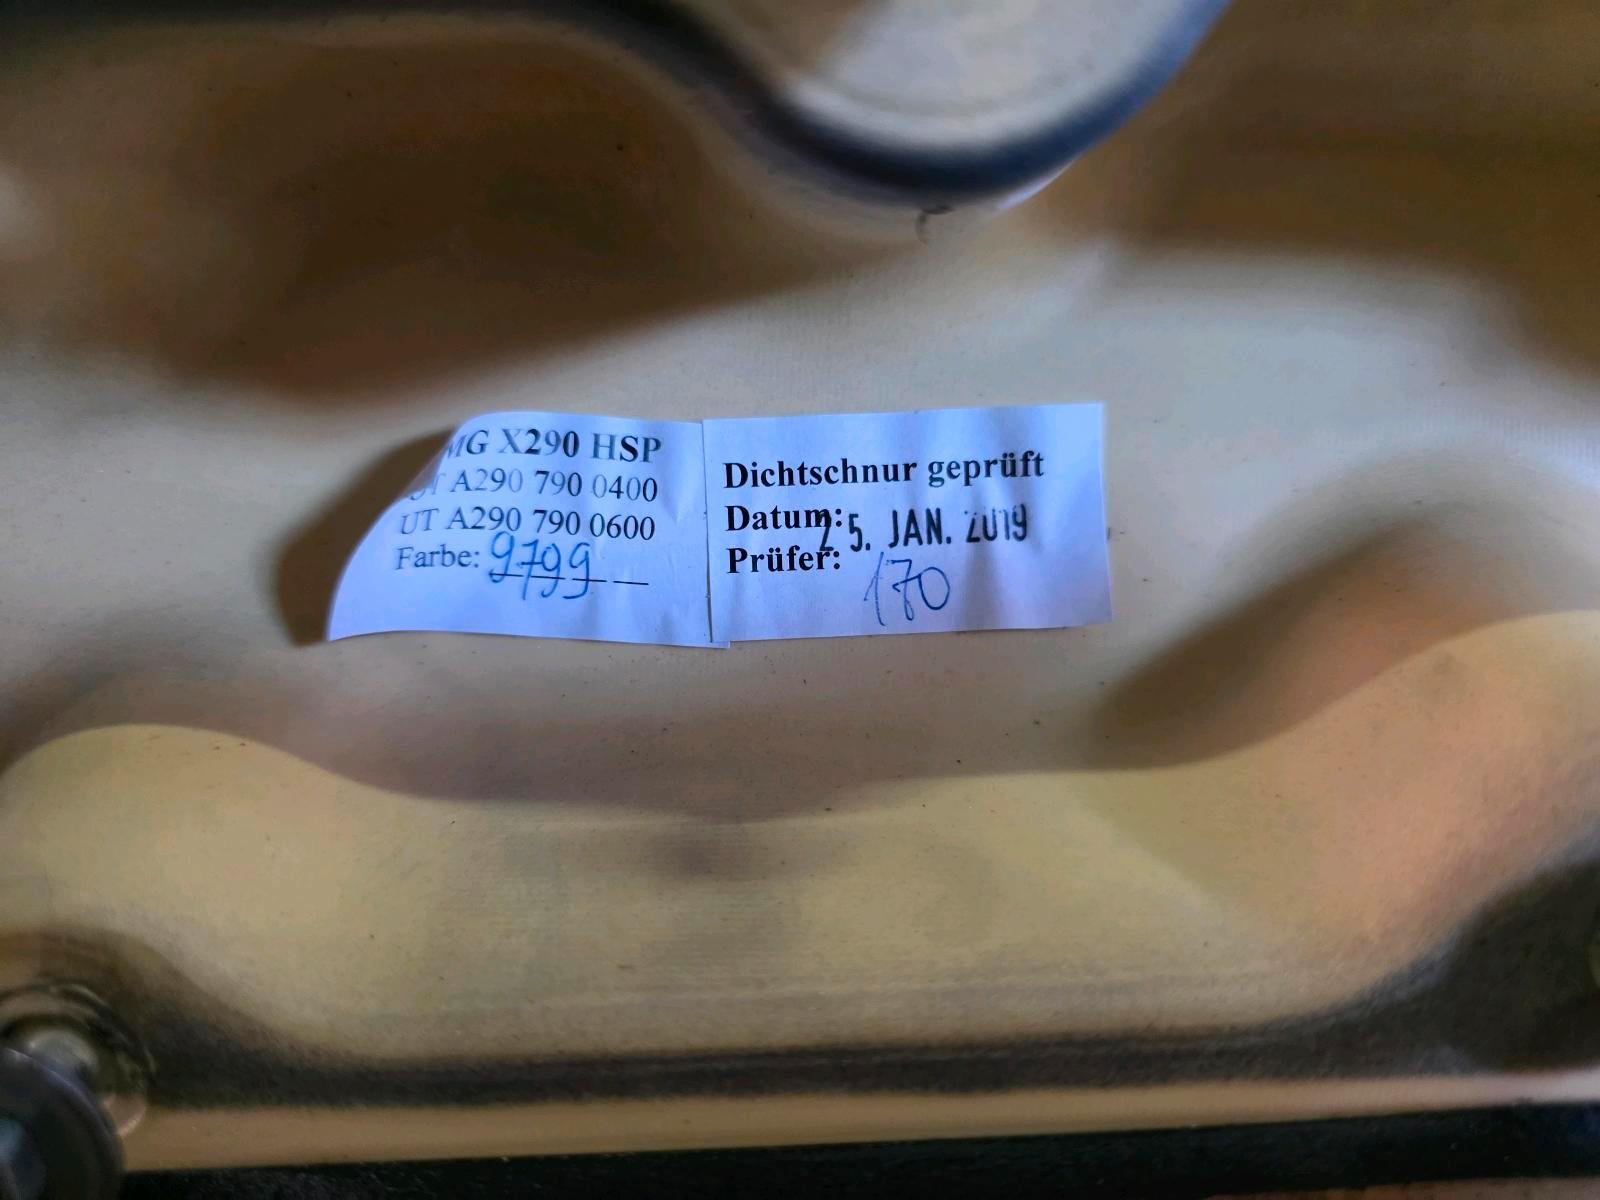 MG X290 HSP
UT A290 790 0400
UT A290 790 0600
Farbe: 9799
Dichtschnur geprüft
Datum: 25. JAN. 2019
Prüfer: 170